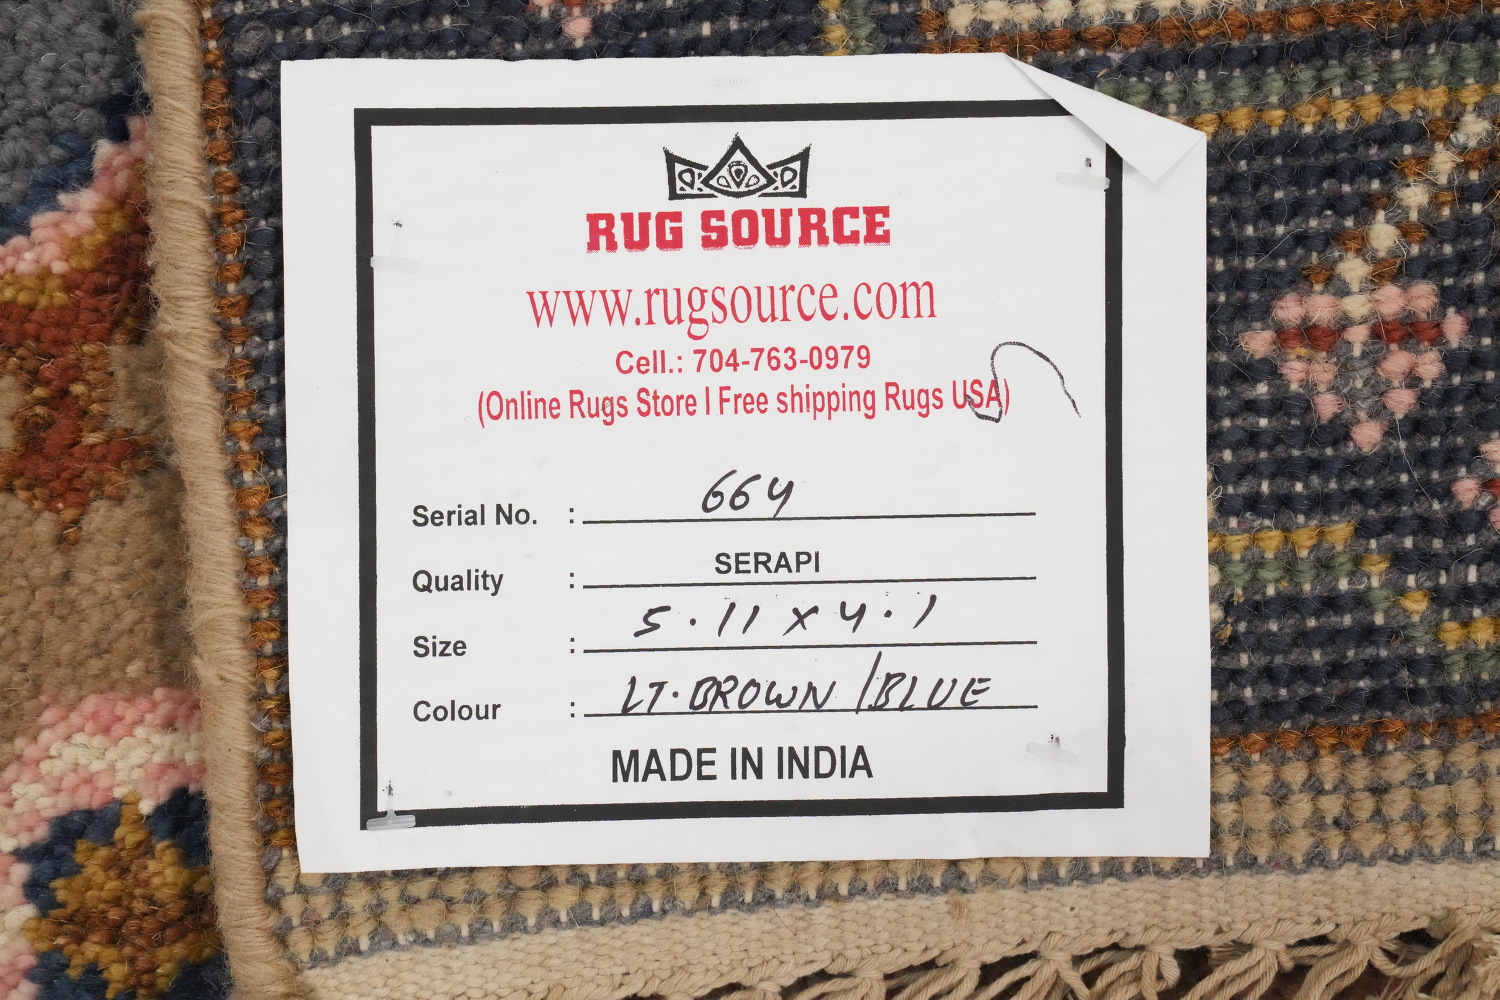 RUG SOURCE
www.rugsource.com
Cell.: 704-763-0979
(Online Rugs Store I Free shipping Rugs USA)
Serial No. : 664
Quality : SERAPI
Size : 5.11 x 4.1
Colour : LT. BROWN / BLUE
MADE IN INDIA